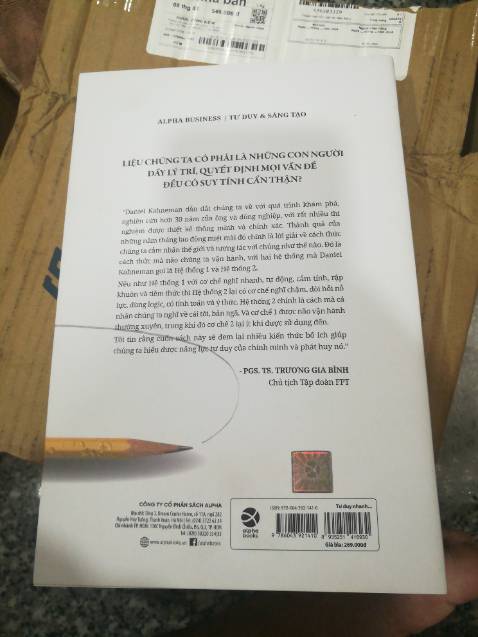 ALPHA BUSINESS | TƯ DUY & SÁNG TẠO
LIỆU CHÚNG TA CÓ PHẢI LÀ NHỮNG CON NGƯỜI
ĐẦY LÝ TRÍ, QUYẾT ĐỊNH MỌI VẤN ĐỀ
ĐỀU CÓ SUY TÍNH CẨN THẬN?
"Daniel Kahneman dẫn dắt chúng ta về với quá trình khám phá,
nghiên cứu hơn 30 năm của ông và đồng nghiệp, với rất nhiều thí
nghiệm được thiết kế thông minh và chính xác. Thành quả của
những năm tháng lao động miệt mài đó chính là lời giải về cách thức
chúng ta cảm nhận thế giới và tương tác với chúng như thế nào. Đó là
cách thức mà não chúng ta vận hành, với hai hệ thống mà Daniel
Kahneman gọi là Hệ thống 1 và Hệ thống 2.
Nếu như Hệ thống 1 với cơ chế nghĩ nhanh, tự động, cảm tính, rập
khuôn và tiềm thức thì Hệ thống 2 lại có cơ chế nghĩ chậm, đòi hỏi nỗ
lực, dùng logic, có tính toán và ý thức. Hệ thống 2 chính là cách mà cá
nhân chúng ta nghĩ về cái tôi, bản ngã. Và cơ chế 1 được não vận hành
thường xuyên, trong khi đó cơ chế 2 lại ít khi được sử dụng đến.
Tôi tin rằng cuốn sách này sẽ đem lại nhiều kiến thức bổ ích giúp
chúng ta hiểu được năng lực tư duy của chính mình và phát huy nó."
- PGS. TS. TRƯƠNG GIA BÌNH
Chủ tịch Tập đoàn FPT
CÔNG TY CỔ PHẦN SÁCH ALPHA
alpha
books
Tư duy nhanh...
Giá bìa: 269.000đ